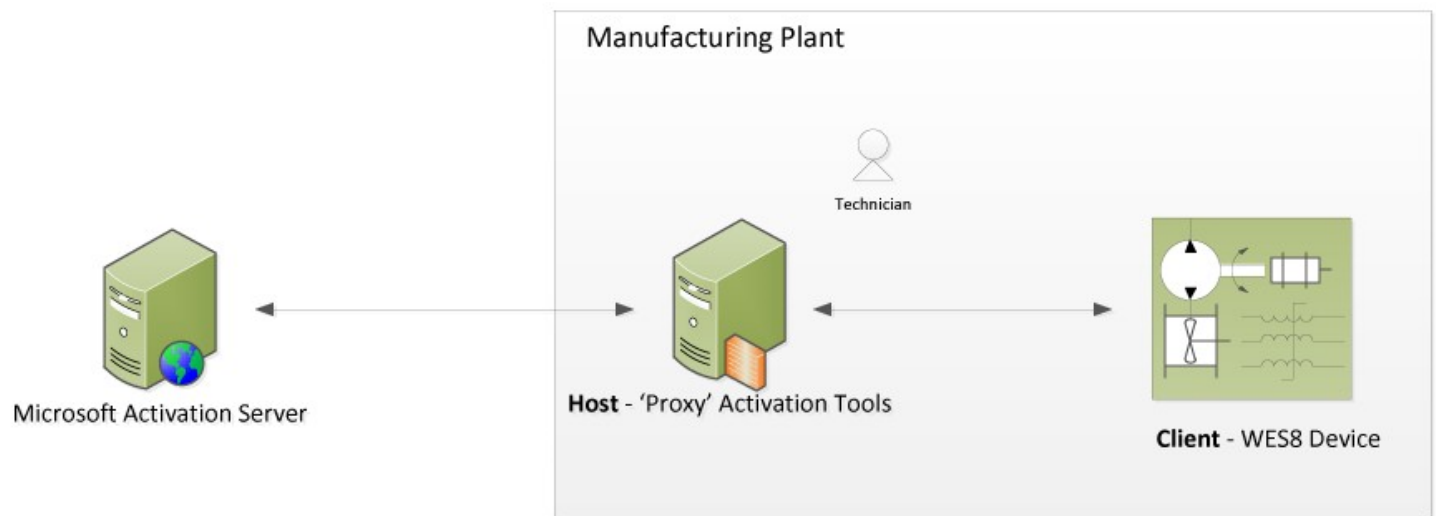 Manufacturing Plant
Technician
Microsoft Activation Server
Host - ‘Proxy’ Activation Tools
Client - WES8 Device